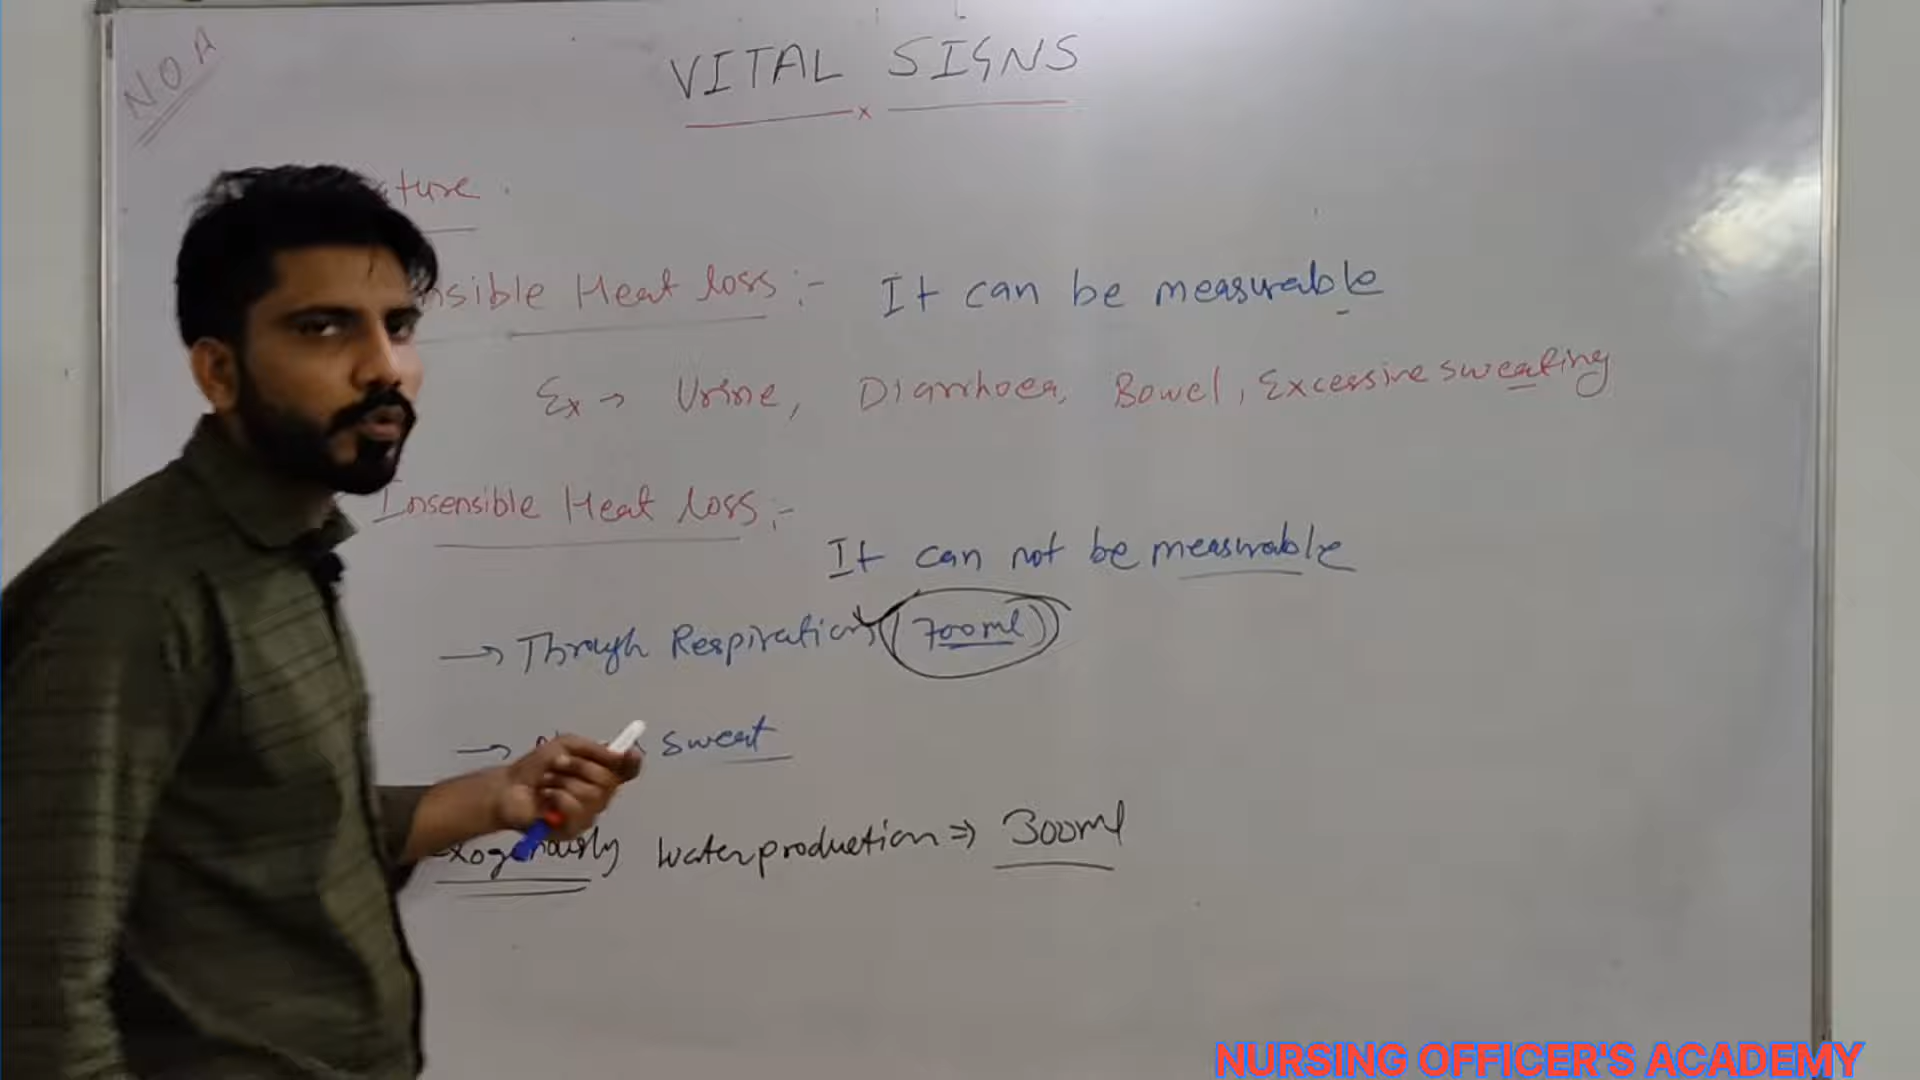 NOA
VITAL SIGNS
x
ture.
nsible Heat loss :- It can be measurable
Ex → Urine, Diarrhoea, Bowel, Excessive sweating
Insensible Heat loss :-
It can not be measurable
→ Through Respiration (700ml)
→ sweat
xogenously water production ⇒ 300ml
NURSING OFFICER'S ACADEMY